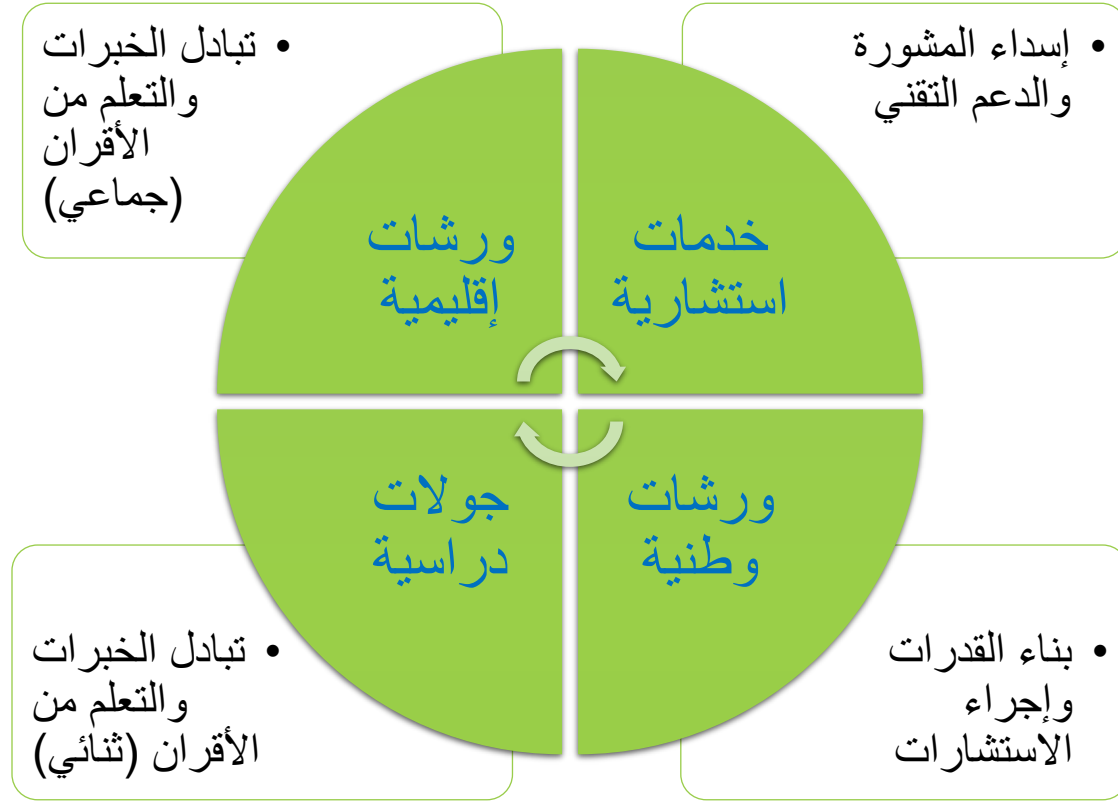 • إسداء المشورة
والدعم التقني
خدمات
استشارية
• تبادل الخبرات
والتعلم من
الأقران
(جماعي)
ورشات
إقليمية
ورشات
وطنية
• بناء القدرات
وإجراء
الاستشارات
جولات
دراسية
• تبادل الخبرات
والتعلم من
الأقران (ثنائي)